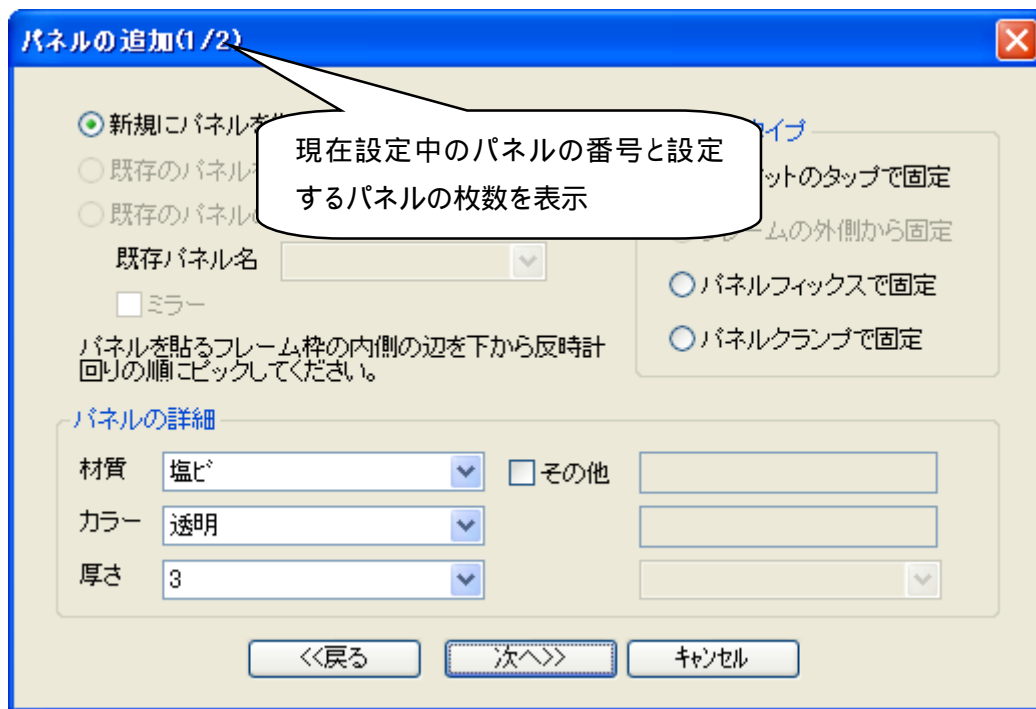 パネルの追加(1/2)
新規にパネルを
現在設定中のパネルの番号と設定
するパネルの枚数を表示
既存のパネル
既存のパネル
既存パネル名
ミラー
パネルを貼るフレーム枠の内側の辺を下から反時計
回りの順にピックしてください。
タイプ
ットのタップで固定
フレームの外側から固定
パネルフィックスで固定
パネルクランプで固定
パネルの詳細
材質 塩ビ その他
カラー 透明
厚さ 3
<<戻る 次へ>> キャンセル